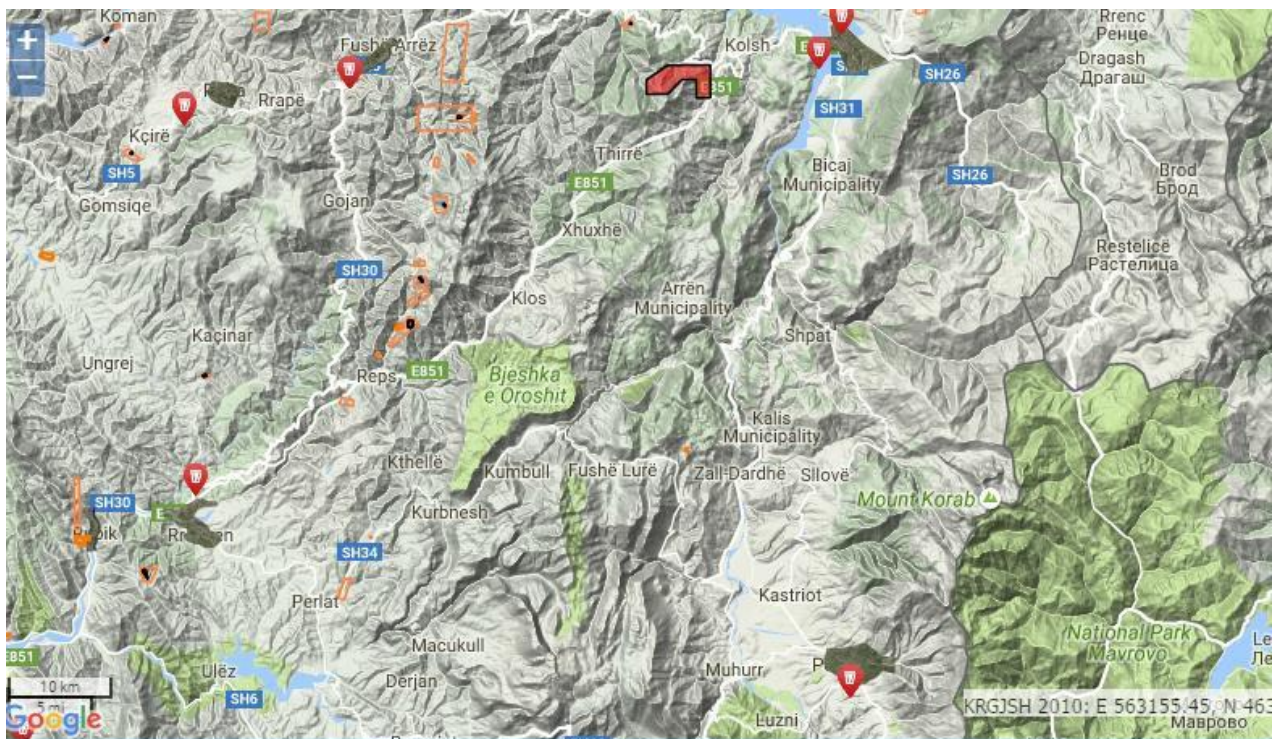 Koman
Fushë Arrëz
Kolsh
Rrenc
Ренце
Dragash
Драгаш
SH26
E851
SH31
Rrapë
Kçirë
SH5
Gomsiqe
Gojan
Thirrë
E851
Bicaj
Municipality
SH26
Brod
Брод
Xhuxhë
SH30
Klos
Arrën
Municipality
Restelicë
Растелица
Kaçinar
Shpat
Ungrej
Reps
E851
Bjeshka
e Oroshit
Kalis
Municipality
Kthellë
Kumbull
Fushë Lurë
Zall-Dardhë
Sllovë
Mount Korab
SH30
Kurbnesh
SH34
Perlat
Kastriot
National Park
Mavrovo
E851
Macukull
Ulëz
Derjan
Muhurr
10 km
5 mi
SH6
Google
Luzni
KRGJSH 2010: E 563155.45, N 463
Маврово